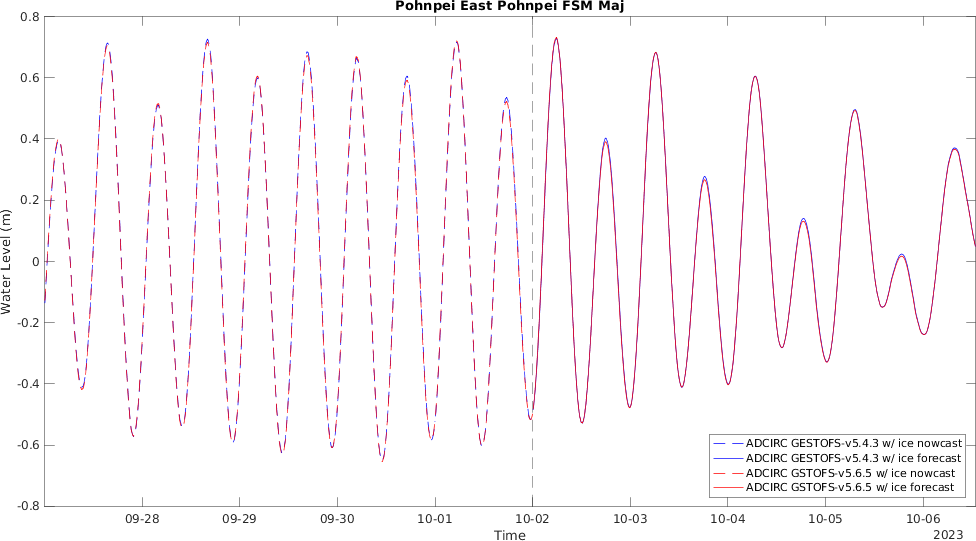 Pohnpei East Pohnpei FSM Maj
0.8
0.6
0.4
0.2
0
-0.2
-0.4
-0.6
-0.8
Water Level (m)
ADCIRC GESTOFS-v5.4.3 w/ ice nowcast
ADCIRC GESTOFS-v5.4.3 w/ ice forecast
ADCIRC GSTOFS-v5.6.5 w/ ice nowcast
ADCIRC GSTOFS-v5.6.5 w/ ice forecast
09-28 09-29 09-30 10-01 10-02 10-03 10-04 10-05 10-06
Time
2023